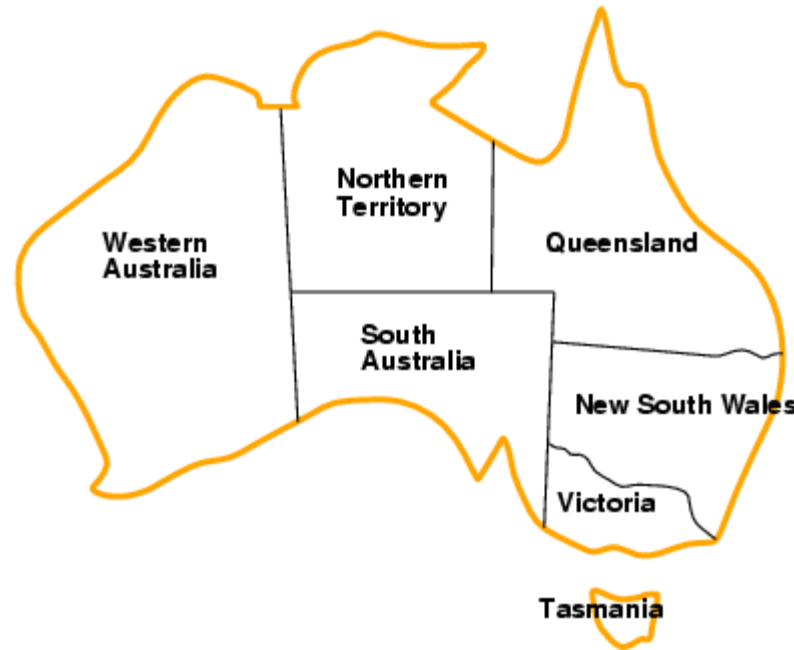 Northern
Territory
Western
Australia
Queensland
South
Australia
New South Wales
Victoria
Tasmania